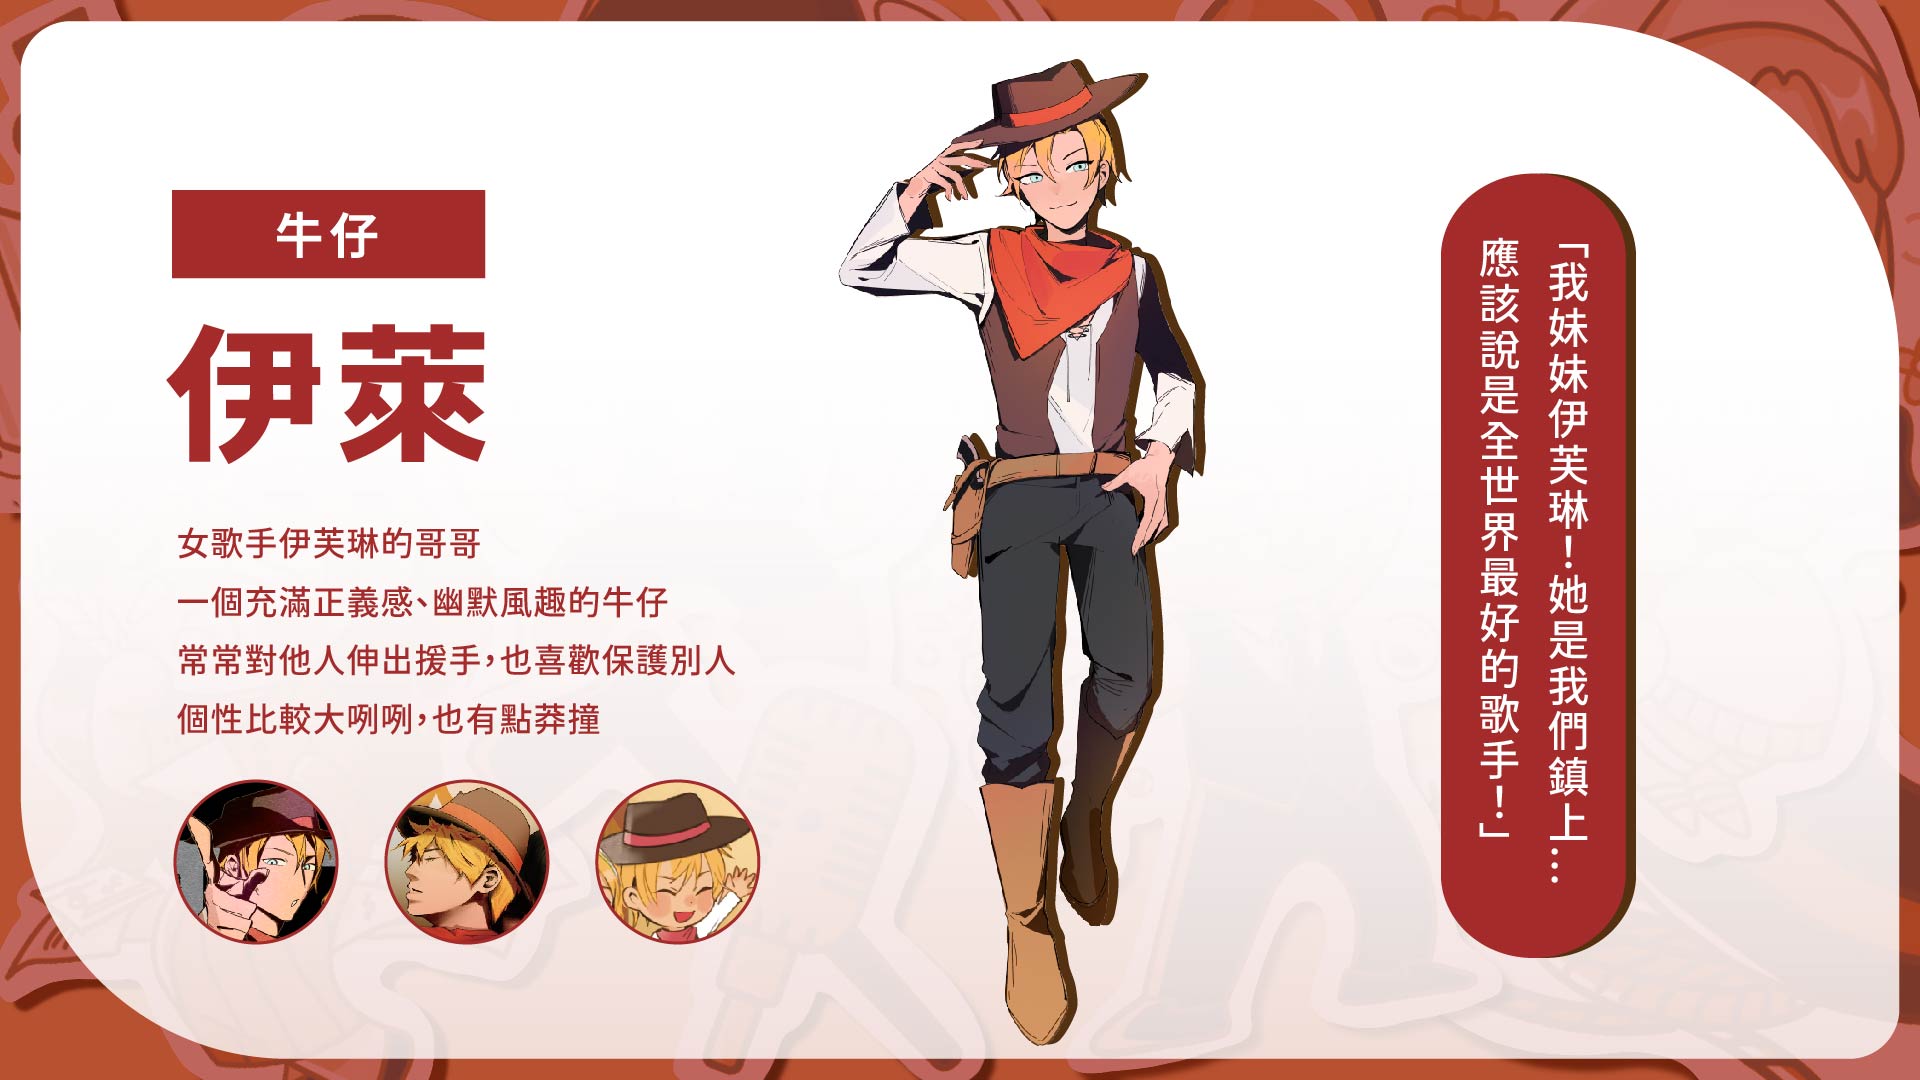 牛仔
伊萊
女歌手伊芙琳的哥哥
一個充滿正義感、幽默風趣的牛仔
常常對他人伸出援手，也喜歡保護別人
個性比較大咧咧，也有點莽撞
「我妹妹伊芙琳！她是我們鎮上…
應該說是全世界最好的歌手！」